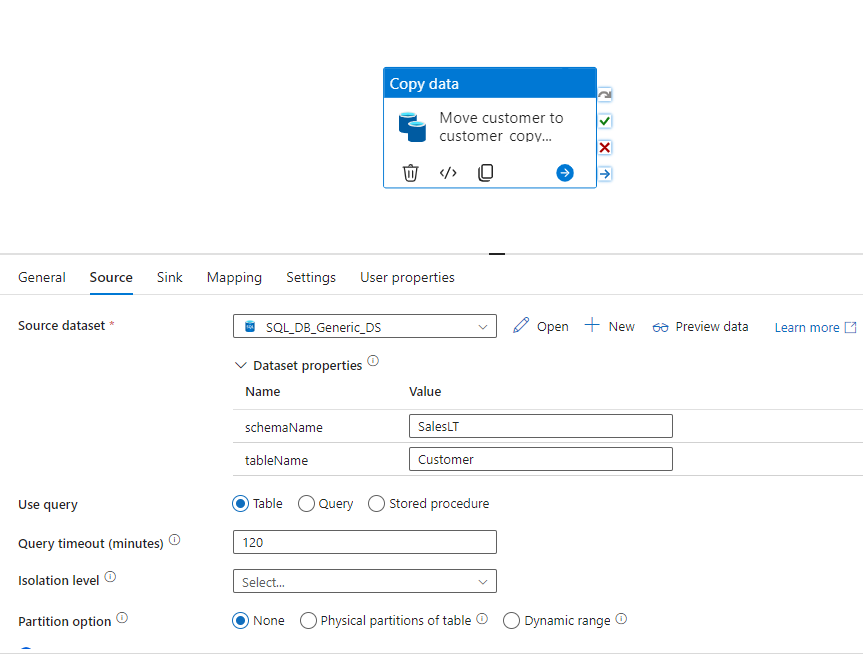 Copy data
Move customer to
customer copy...
General Source Sink Mapping Settings User properties
Source dataset * SQL_DB_Generic_DS Open New Preview data Learn more
Dataset properties
Name Value
schemaName SalesLT
tableName Customer
Use query Table Query Stored procedure
Query timeout (minutes) 120
Isolation level Select...
Partition option None Physical partitions of table Dynamic range